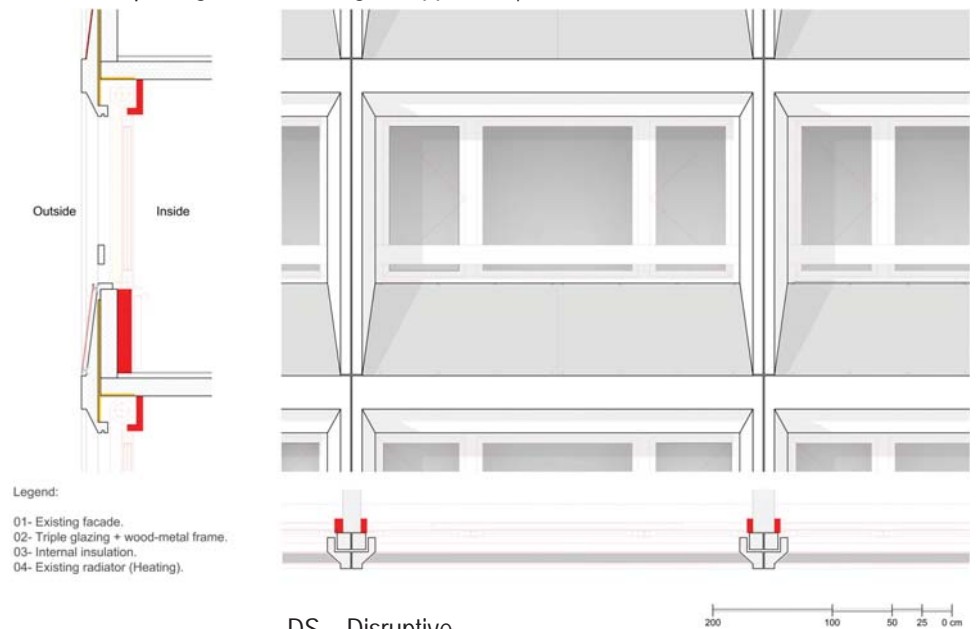 Outside
Inside
Legend:
01- Existing facade.
02- Triple glazing + wood-metal frame.
03- Internal insulation.
04- Existing radiator (Heating).
200 100 50 25 0 cm
DS Disruptive